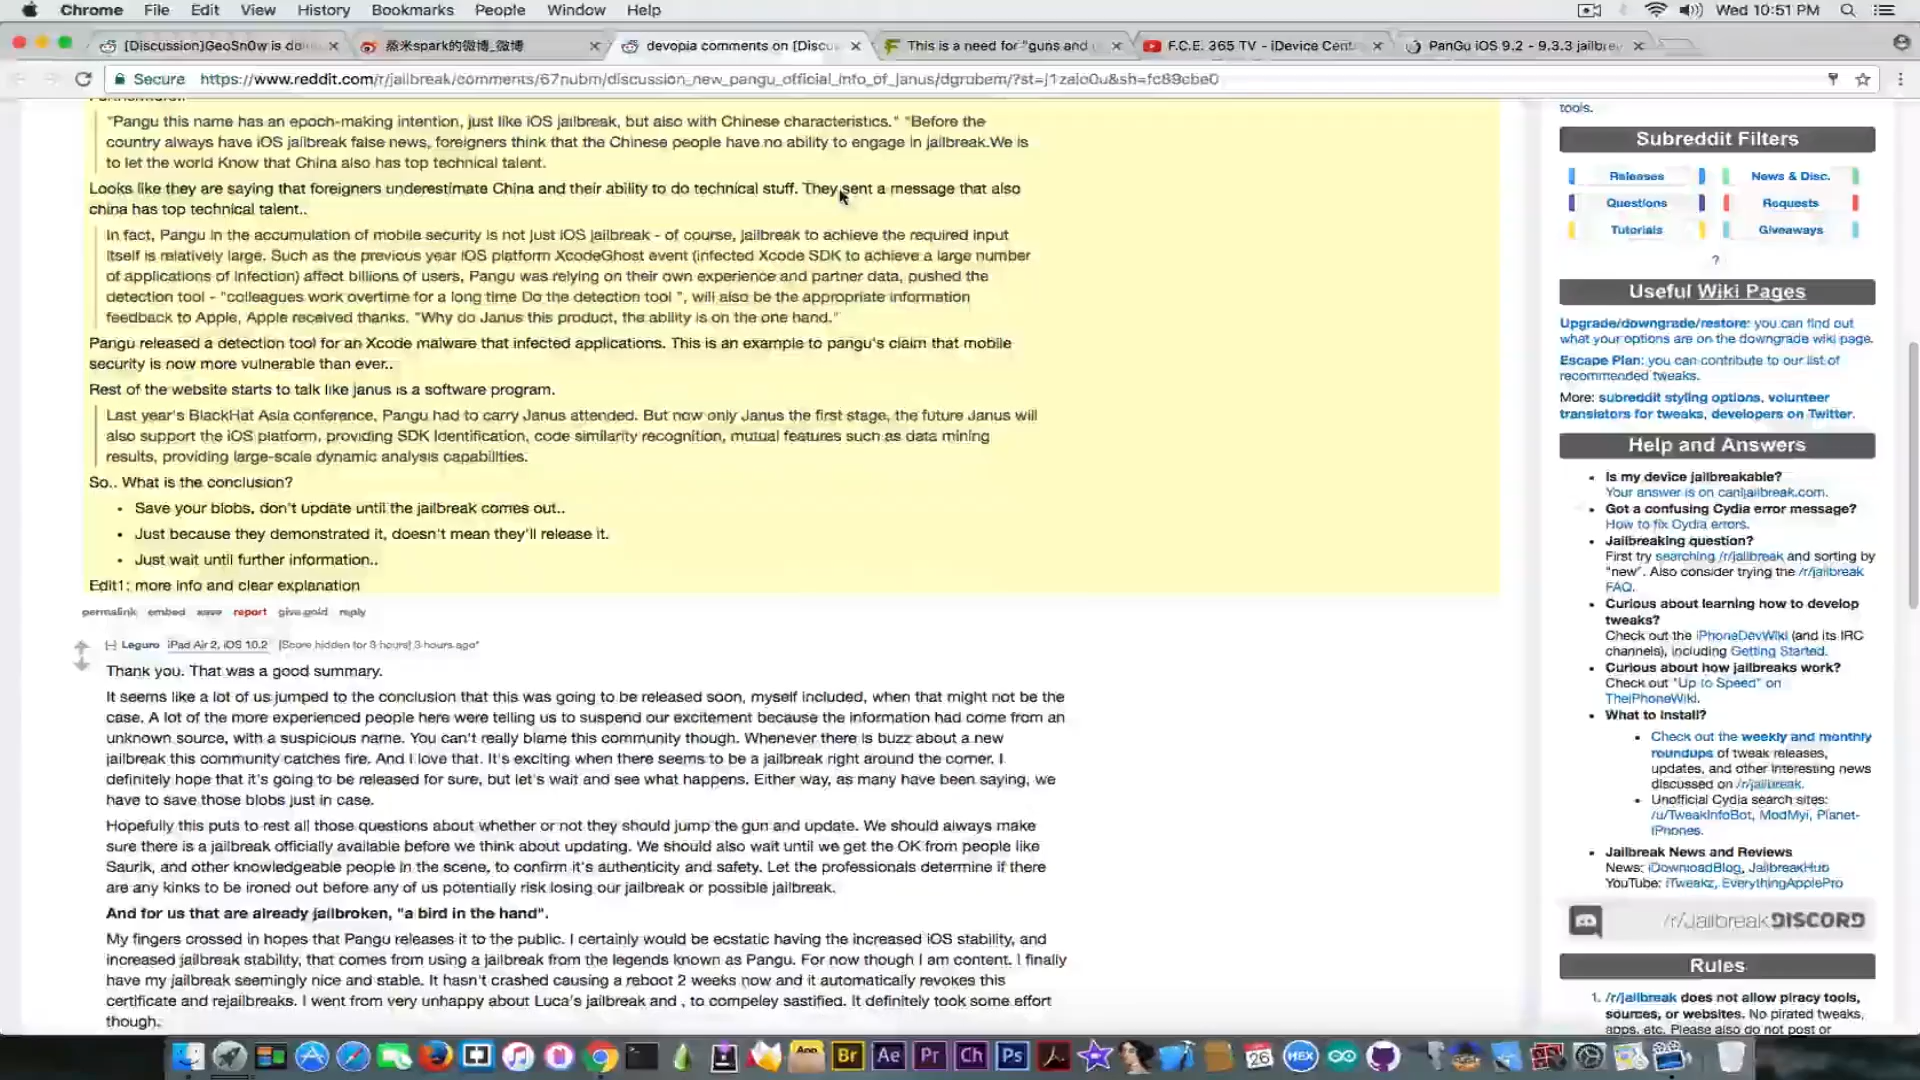 Chrome File Edit View History Bookmarks People Window Help Wed 10:51 PM
[Discussion]GeoSn0w is do
蒸米spark的微博_微博
devopia comments on [Discu
This is a need for "guns and
F.C.E. 365 TV - iDevice Cent
PanGu iOS 9.2 - 9.3.3 jailbre
Secure https://www.reddit.com/r/jailbreak/comments/67nubm/discussion_new_pangu_official_info_of_janus/dgrubem/?st=j1zalo0u&sh=fc89cbe0
"Pangu this name has an epoch-making intention, just like iOS jailbreak, but also with Chinese characteristics." "Before the
country always have iOS jailbreak false news, foreigners think that the Chinese people have no ability to engage in jailbreak.We is
to let the world Know that China also has top technical talent.
Looks like they are saying that foreigners underestimate China and their ability to do technical stuff. They sent a message that also
china has top technical talent..
In fact, Pangu in the accumulation of mobile security is not just iOS jailbreak - of course, jailbreak to achieve the required input
itself is relatively large. Such as the previous year iOS platform XcodeGhost event (infected Xcode SDK to achieve a large number
of applications of infection) affect billions of users, Pangu was relying on their own experience and partner data, pushed the
detection tool - "colleagues work overtime for a long time Do the detection tool ", will also be the appropriate information
feedback to Apple, Apple received thanks. "Why do Janus this product, the ability is on the one hand."
Pangu released a detection tool for an Xcode malware that infected applications. This is an example to pangu's claim that mobile
security is now more vulnerable than ever..
Rest of the website starts to talk like janus is a software program.
Last year's BlackHat Asia conference, Pangu had to carry Janus attended. But now only Janus the first stage, the future Janus will
also support the iOS platform, providing SDK identification, code similarity recognition, mutual features such as data mining
results, providing large-scale dynamic analysis capabilities.
So.. What is the conclusion?
• Save your blobs, don't update until the jailbreak comes out..
• Just because they demonstrated it, doesn't mean they'll release it.
• Just wait until further information..
Edit1: more info and clear explanation
permalink embed save report give gold reply
[-] Leguro iPad Air 2, iOS 10.2 [Score hidden for 3 hours] 3 hours ago*
Thank you. That was a good summary.
It seems like a lot of us jumped to the conclusion that this was going to be released soon, myself included, when that might not be the
case. A lot of the more experienced people here were telling us to suspend our excitement because the information had come from an
unknown source, with a suspicious name. You can't really blame this community though. Whenever there is buzz about a new
jailbreak this community catches fire. And I love that. It's exciting when there seems to be a jailbreak right around the corner. I
definitely hope that it's going to be released for sure, but let's wait and see what happens. Either way, as many have been saying, we
have to save those blobs just in case.
Hopefully this puts to rest all those questions about whether or not they should jump the gun and update. We should always make
sure there is a jailbreak officially available before we think about updating. We should also wait until we get the OK from people like
Saurik, and other knowledgeable people in the scene, to confirm it's authenticity and safety. Let the professionals determine if there
are any kinks to be ironed out before any of us potentially risk losing our jailbreak or possible jailbreak.
And for us that are already jailbroken, "a bird in the hand".
My fingers crossed in hopes that Pangu releases it to the public. I certainly would be ecstatic having the increased iOS stability, and
increased jailbreak stability, that comes from using a jailbreak from the legends known as Pangu. For now though I am content. I finally
have my jailbreak seemingly nice and stable. It hasn't crashed causing a reboot 2 weeks now and it automatically revokes this
certificate and rejailbreaks. I went from very unhappy about Luca's jailbreak and , to compeley sastified. It definitely took some effort
though.
tools.
Subreddit Filters
Releases News & Disc.
Questions Requests
Tutorials Giveaways
?
Useful Wiki Pages
Upgrade/downgrade/restore: you can find out
what your options are on the downgrade wiki page.
Escape Plan: you can contribute to our list of
recommended tweaks.
More: subreddit styling options, volunteer
translators for tweaks, developers on Twitter.
Help and Answers
• Is my device jailbreakable?
Your answer is on canijailbreak.com.
• Got a confusing Cydia error message?
How to fix Cydia errors.
• Jailbreaking question?
First try searching /r/jailbreak and sorting by
"new". Also consider trying the /r/jailbreak
FAQ.
• Curious about learning how to develop
tweaks?
Check out the iPhoneDevWiki (and its IRC
channels), including Getting Started.
• Curious about how jailbreaks work?
Check out "Up to Speed" on
TheiPhoneWiki.
• What to install?
• Check out the weekly and monthly
roundups of tweak releases,
updates, and other interesting news
discussed on /r/jailbreak.
• Unofficial Cydia search sites:
/u/TweakInfoBot, ModMyi, Planet-
iPhones.
• Jailbreak News and Reviews
News: iDownloadBlog, JailbreakHub
YouTube: iTweakz, EverythingApplePro
/r/Jailbreak DISCORD
Rules
1. /r/jailbreak does not allow piracy tools,
sources, or websites. No pirated tweaks,
apps, etc. Please also do not post or
App Br Ae Pr Ch Ps 26 HEX